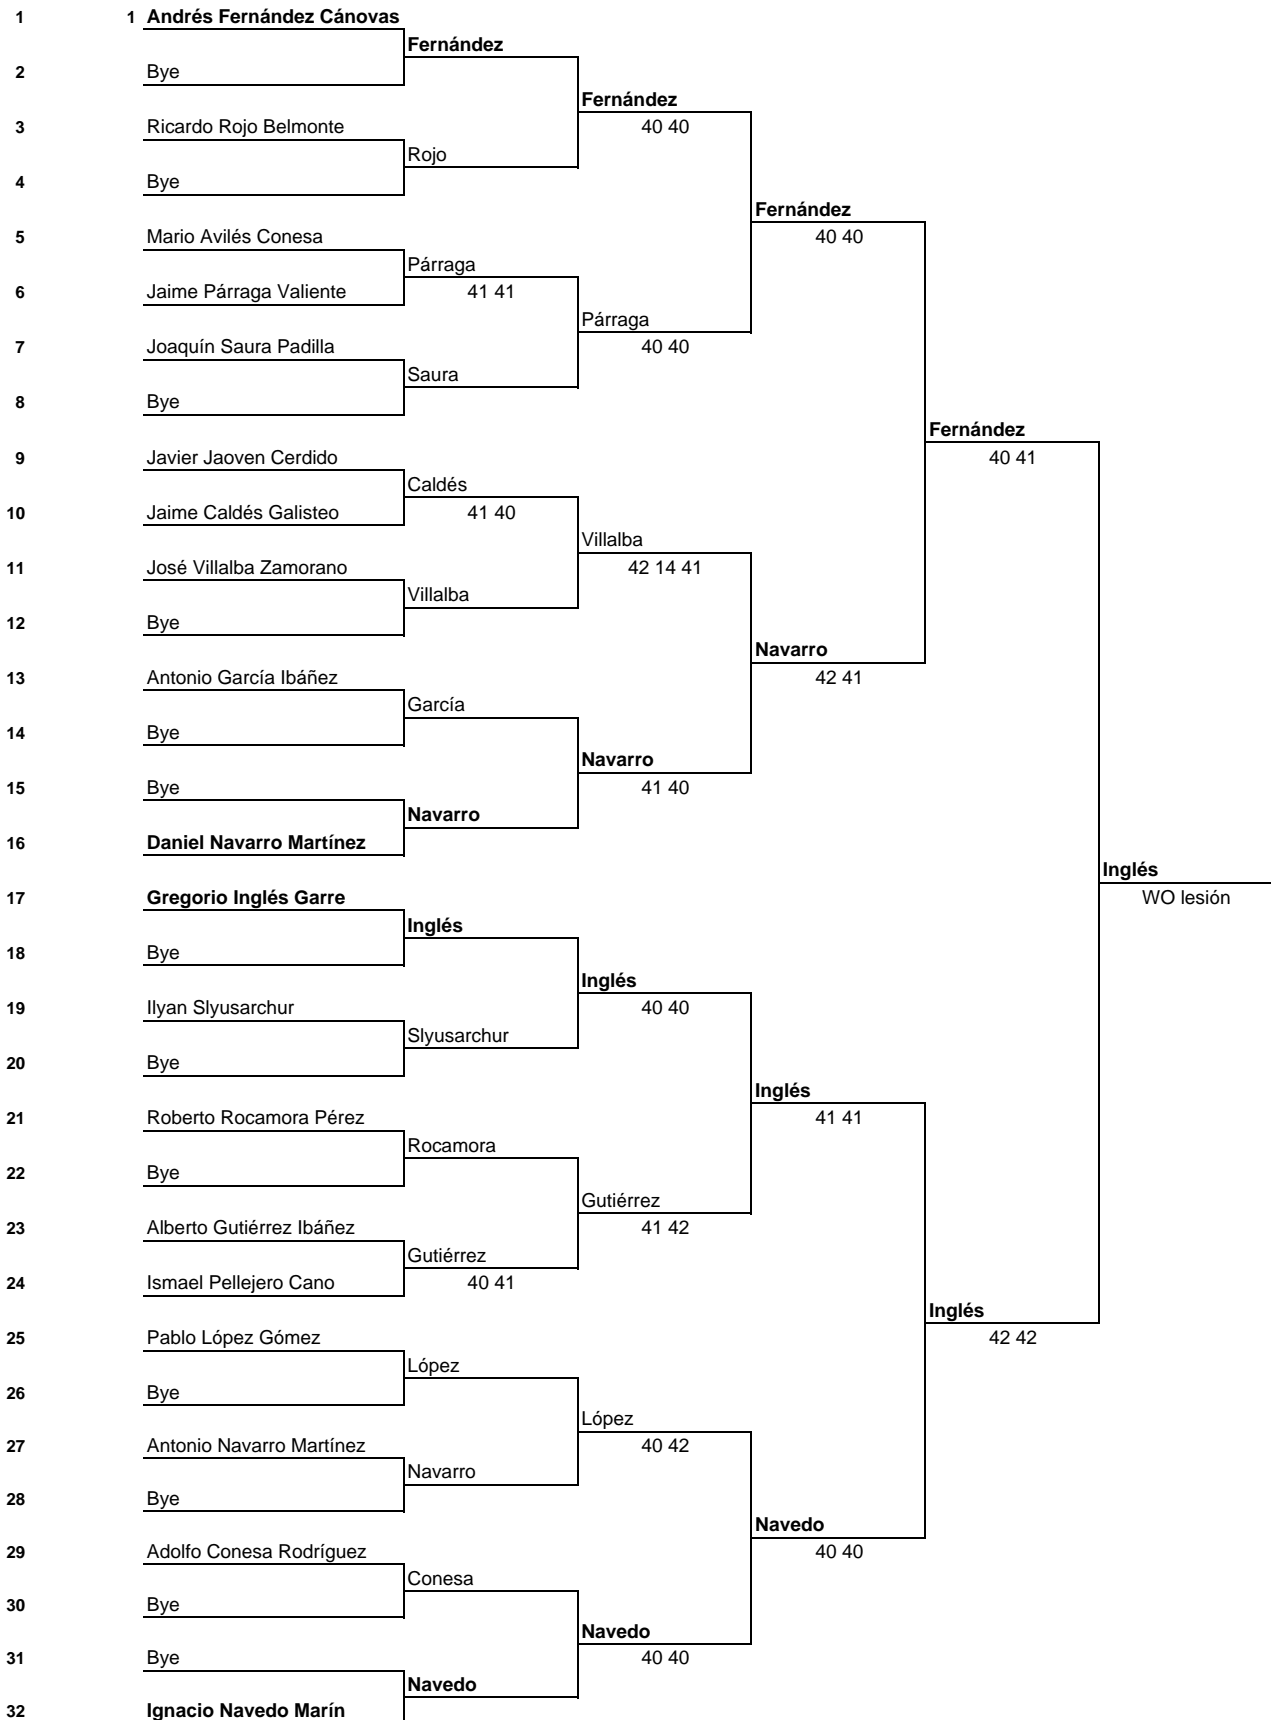 1 1 Andrés Fernández Cánovas
Fernández
2 Bye
Fernández
3 Ricardo Rojo Belmonte 40 40
Rojo
4 Bye
Fernández
5 Mario Avilés Conesa 40 40
Párraga
6 Jaime Párraga Valiente 41 41
Párraga
7 Joaquín Saura Padilla 40 40
Saura
8 Bye
Fernández
9 Javier Jaoven Cerdido 40 41
Caldés
10 Jaime Caldés Galisteo 41 40
Villalba
11 José Villalba Zamorano 42 14 41
Villalba
12 Bye
Navarro
13 Antonio García Ibáñez 42 41
García
14 Bye
Navarro
15 Bye 41 40
Navarro
16 Daniel Navarro Martínez
Inglés
17 Gregorio Inglés Garre WO lesión
Inglés
18 Bye
Inglés
19 Ilyan Slyusarchur 40 40
Slyusarchur
20 Bye
Inglés
21 Roberto Rocamora Pérez 41 41
Rocamora
22 Bye
Gutiérrez
23 Alberto Gutiérrez Ibáñez 41 42
Gutiérrez
24 Ismael Pellejero Cano 40 41
Inglés
25 Pablo López Gómez 42 42
López
26 Bye
López
27 Antonio Navarro Martínez 40 42
Navarro
28 Bye
Navedo
29 Adolfo Conesa Rodríguez 40 40
Conesa
30 Bye
Navedo
31 Bye 40 40
Navedo
32 Ignacio Navedo Marín